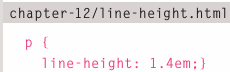 chapter-12/line-height.html
p {
line-height: 1.4em;}